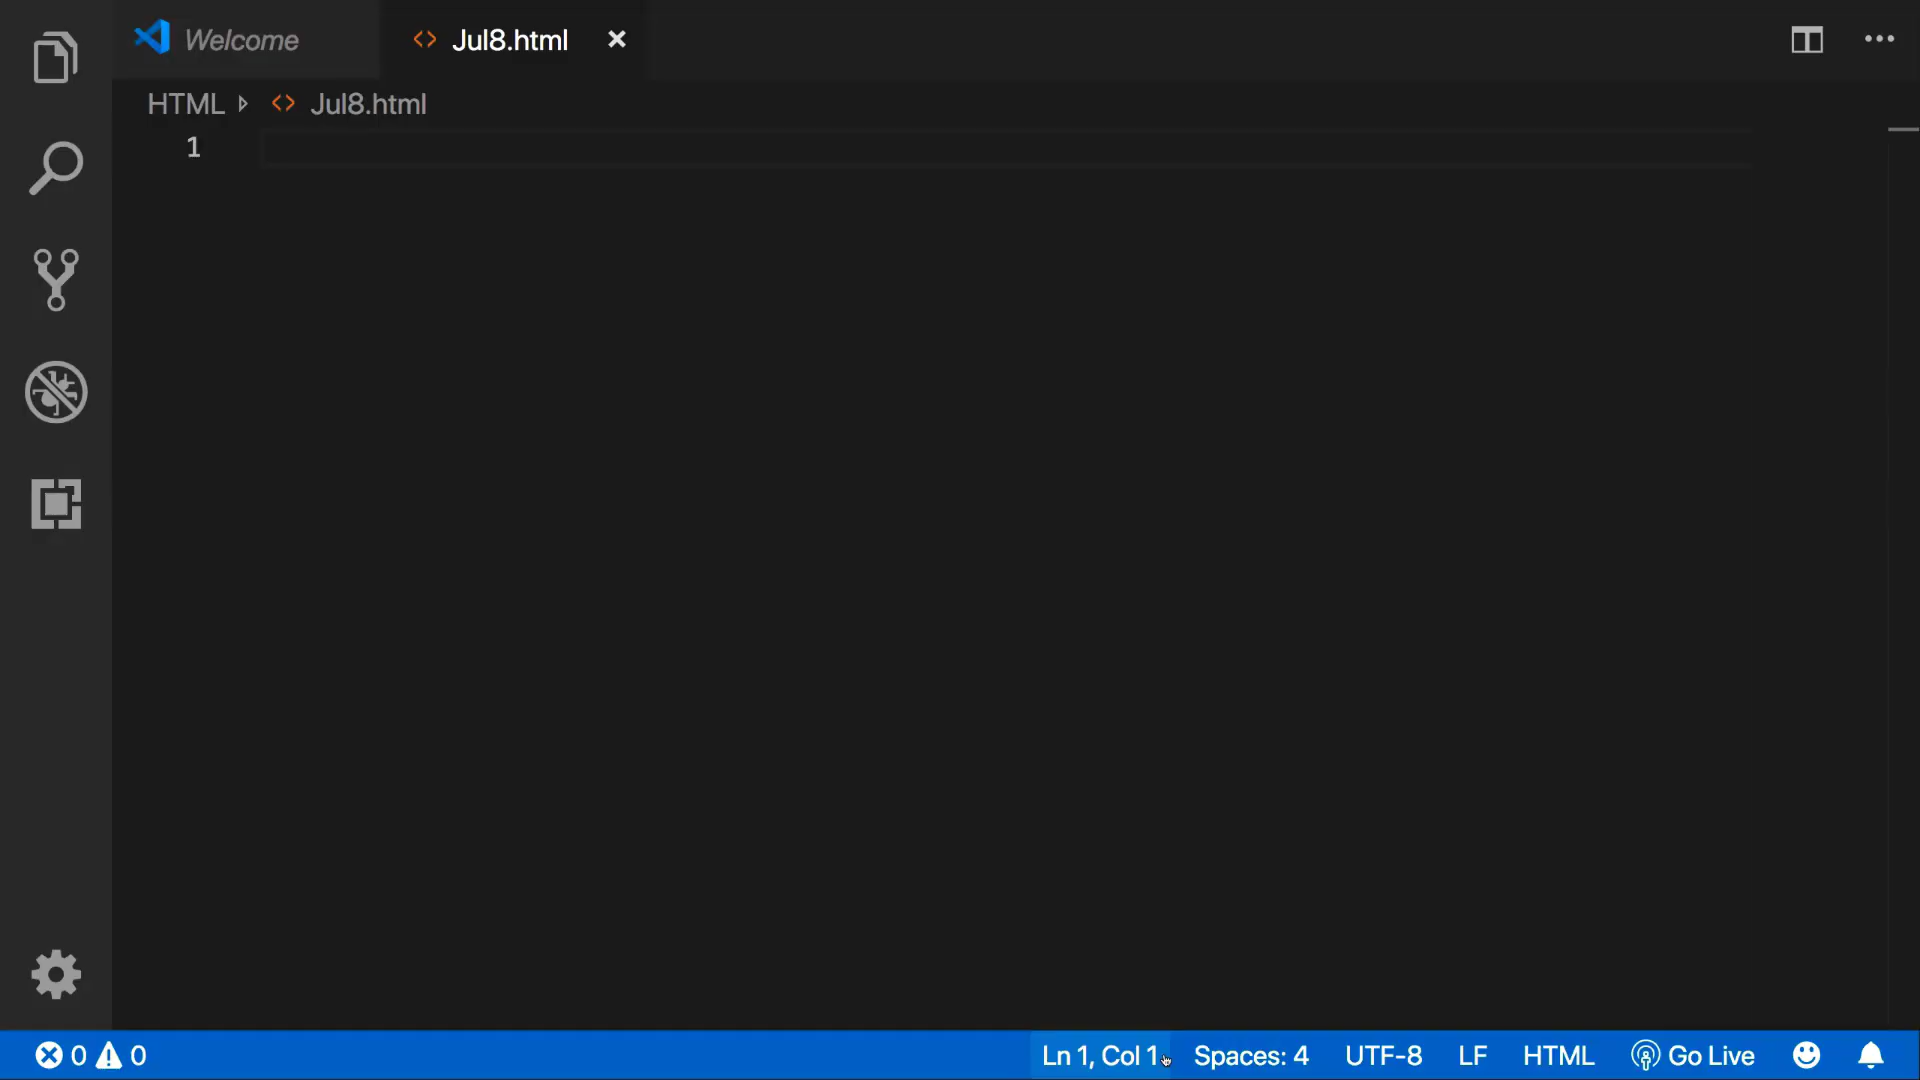 Welcome
Jul8.html
HTML
Jul8.html
1
0
0
Ln 1, Col 1
Spaces: 4
UTF-8
LF
HTML
Go Live